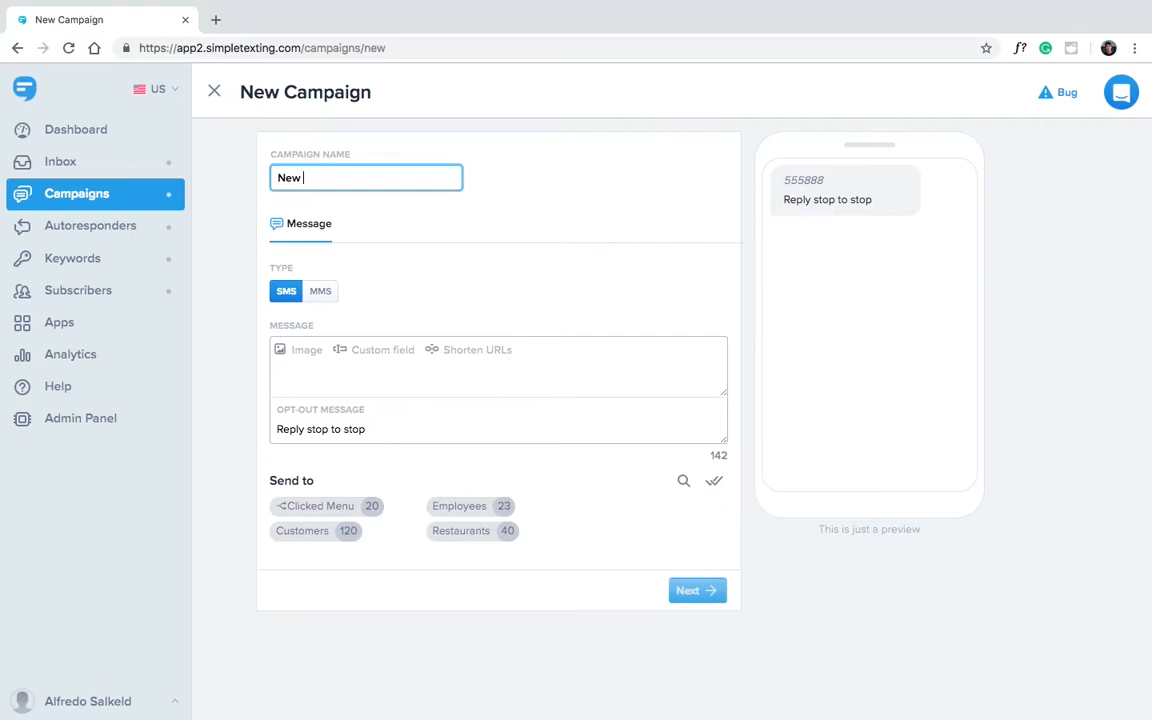 New Campaign
https://app2.simpletexting.com/campaigns/new
f?
US
New Campaign
Bug
Dashboard
Inbox
Campaigns
Autoresponders
Keywords
Subscribers
Apps
Analytics
Help
Admin Panel
Alfredo Salkeld
CAMPAIGN NAME
New
Message
TYPE
SMS MMS
MESSAGE
Image Custom field Shorten URLs
OPT-OUT MESSAGE
Reply stop to stop
142
Send to
Clicked Menu 20 Employees 23
Customers 120 Restaurants 40
Next
555888
Reply stop to stop
This is just a preview